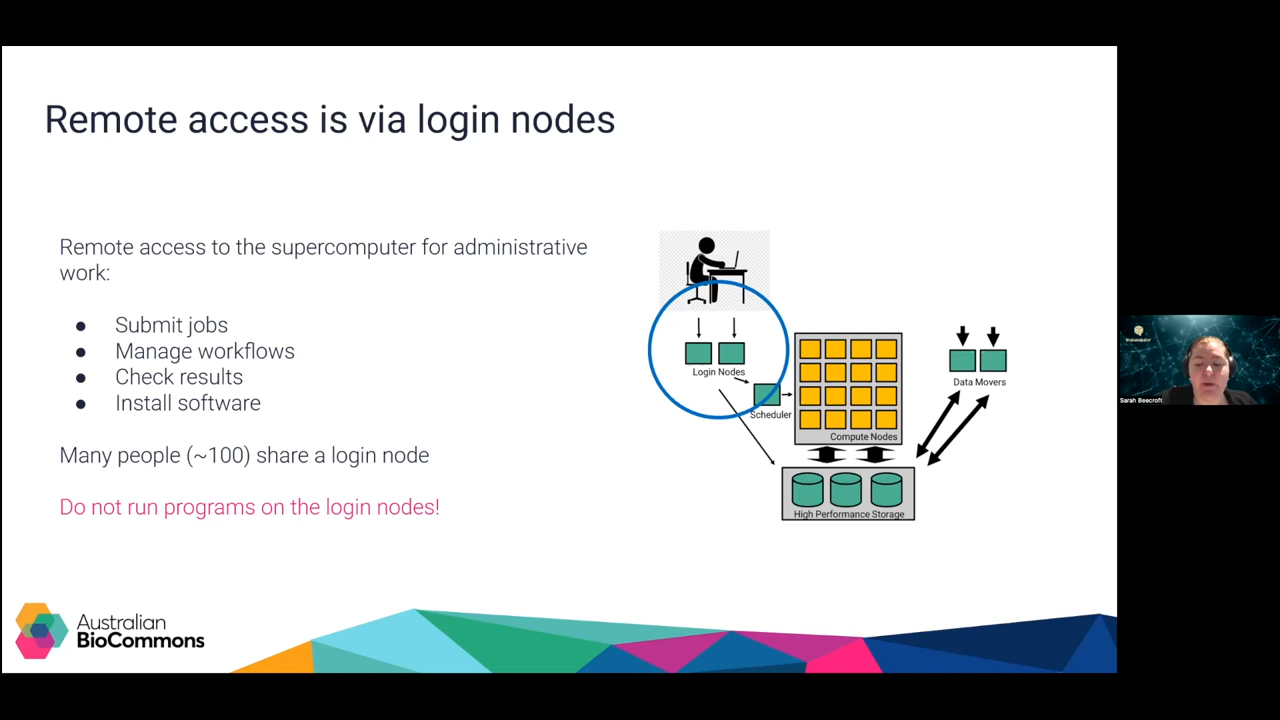 Remote access is via login nodes
Remote access to the supercomputer for administrative
work:
● Submit jobs
● Manage workflows
● Check results
● Install software
Many people (~100) share a login node
Do not run programs on the login nodes!
Login Nodes
Scheduler
Compute Nodes
High Performance Storage
Data Movers
Australian
BioCommons
PAWSEY
Sarah Beecroft